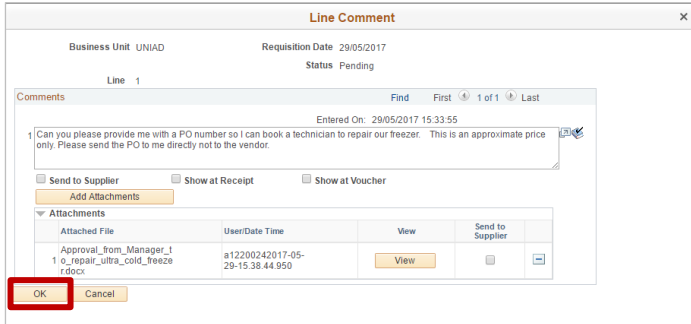 Line Comment
Business Unit UNIAD Requisition Date 29/05/2017
Status Pending
Line 1
Comments Find First 1 of 1 Last
Entered On: 29/05/2017 15:33:55
1 Can you please provide me with a PO number so I can book a technician to repair our freezer. This is an approximate price
only. Please send the PO to me directly not to the vendor.
Send to Supplier Show at Receipt Show at Voucher
Add Attachments
Attachments
Attached File User/Date Time View Send to
Supplier
Approval_from_Manager_t
1 o_repair_ultra_cold_freeze
r.docx
a12200242017-05-
29-15.38.44.950
View
OK Cancel